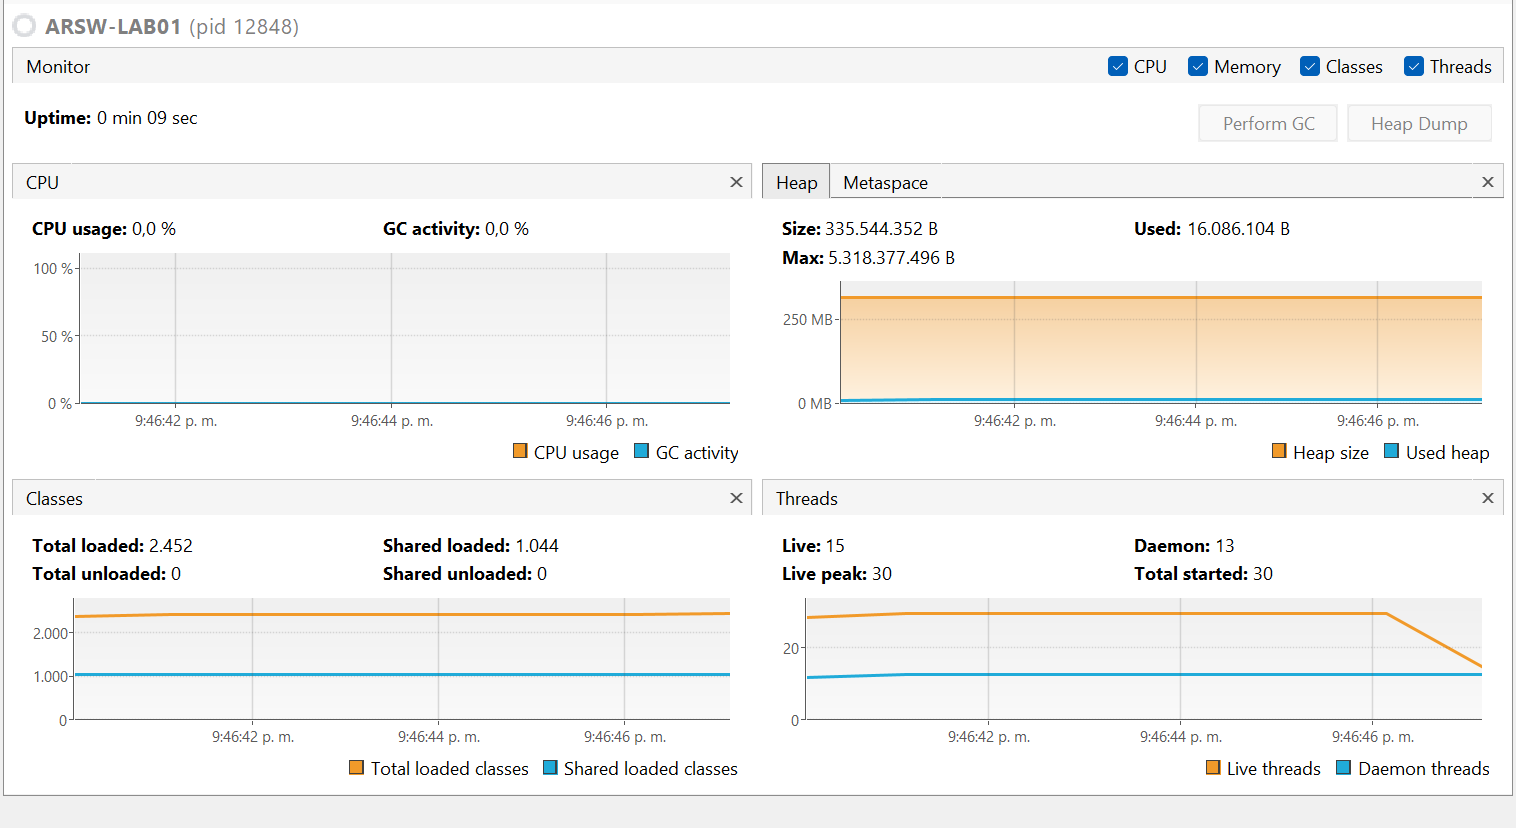 ARSW-LAB01 (pid 12848)
Monitor
CPU Memory Classes Threads
Uptime: 0 min 09 sec
Perform GC Heap Dump
CPU
CPU usage: 0,0 % GC activity: 0,0 %
100 %
50 %
0 %
9:46:42 p. m. 9:46:44 p. m. 9:46:46 p. m.
CPU usage GC activity
Heap Metaspace
Size: 335.544.352 B Used: 16.086.104 B
Max: 5.318.377.496 B
250 MB
0 MB
9:46:42 p. m. 9:46:44 p. m. 9:46:46 p. m.
Heap size Used heap
Classes
Total loaded: 2.452 Shared loaded: 1.044
Total unloaded: 0 Shared unloaded: 0
2.000
1.000
0
9:46:42 p. m. 9:46:44 p. m. 9:46:46 p. m.
Total loaded classes Shared loaded classes
Threads
Live: 15 Daemon: 13
Live peak: 30 Total started: 30
20
0
9:46:42 p. m. 9:46:44 p. m. 9:46:46 p. m.
Live threads Daemon threads